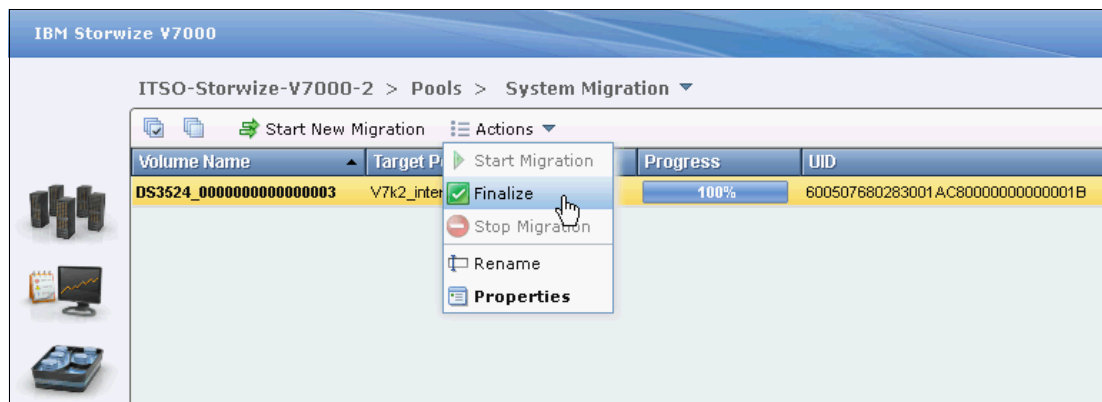 IBM Storwize V7000
ITSO-Storwize-V7000-2 > Pools > System Migration
Start New Migration Actions
Volume Name Target P Progress UID
DS3524_0000000000000003 V7k2_inter 100% 600507680283001AC80000000000001B
Start Migration
Finalize
Stop Migration
Rename
Properties